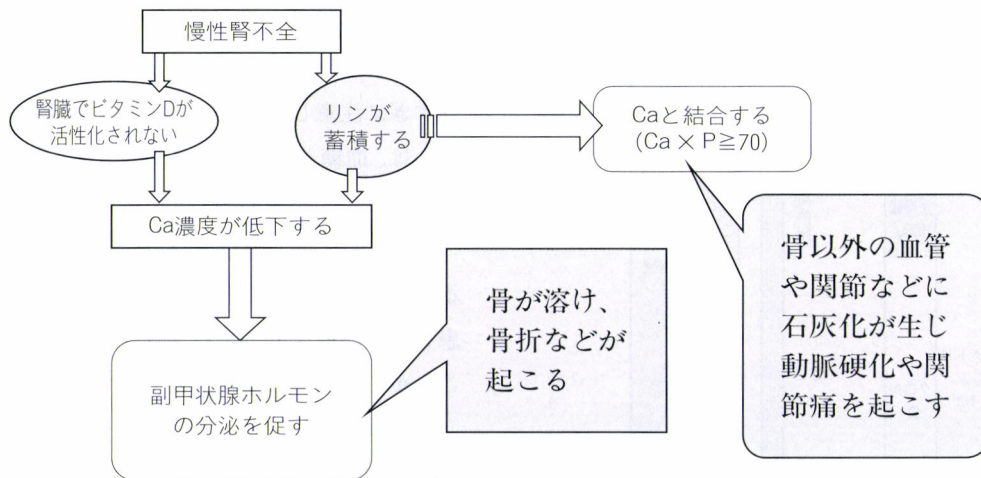 慢性腎不全
腎臓でビタミンDが
活性化されない
リンが
蓄積する
Caと結合する
(Ca × P≧70)
Ca濃度が低下する
骨以外の血管
や関節などに
石灰化が生じ
動脈硬化や関
節痛を起こす
骨が溶け、
骨折などが
起こる
副甲状腺ホルモン
の分泌を促す